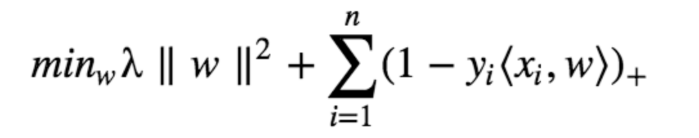 min_w λ ‖ w ‖² + ∑_{i=1}^{n} (1 − y_i⟨x_i, w⟩)_+